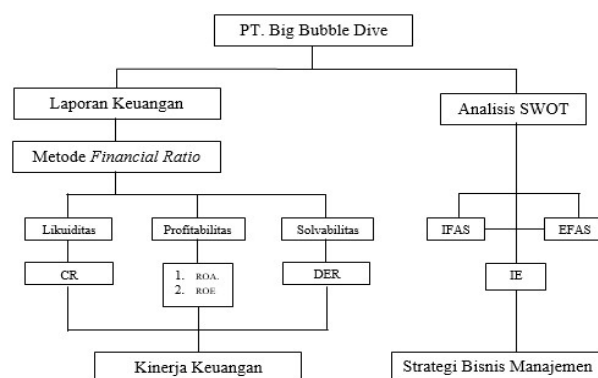 PT. Big Bubble Dive
Laporan Keuangan
Analisis SWOT
Metode Financial Ratio
Likuiditas
Profitabilitas
Solvabilitas
IFAS
EFAS
CR
1. ROA.
2. ROE
DER
IE
Kinerja Keuangan
Strategi Bisnis Manajemen